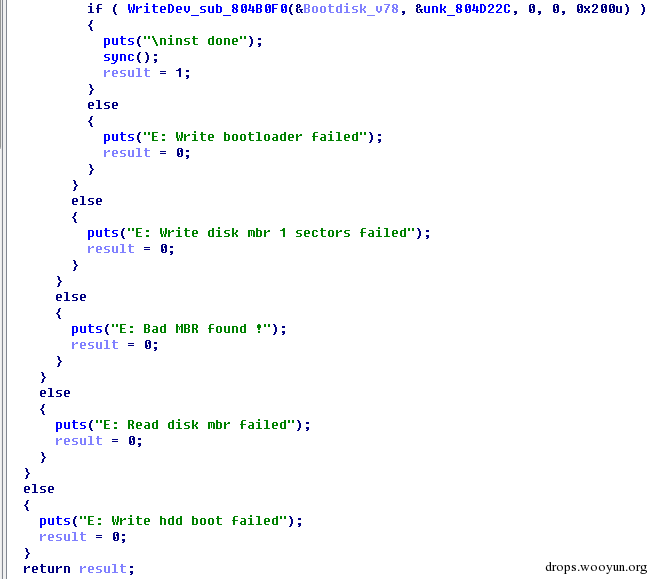 if ( WriteDev_sub_804B0F0(&Bootdisk_v78, &unk_804D22C, 0, 0, 0x200u) )
{
puts("\ninst done");
sync();
result = 1;
}
else
{
puts("E: Write bootloader failed");
result = 0;
}
}
else
{
puts("E: Write disk mbr 1 sectors failed");
result = 0;
}
}
else
{
puts("E: Bad MBR found !");
result = 0;
}
}
else
{
puts("E: Read disk mbr failed");
result = 0;
}
}
else
{
puts("E: Write hdd boot failed");
result = 0;
}
return result;
drops.wooyun.org